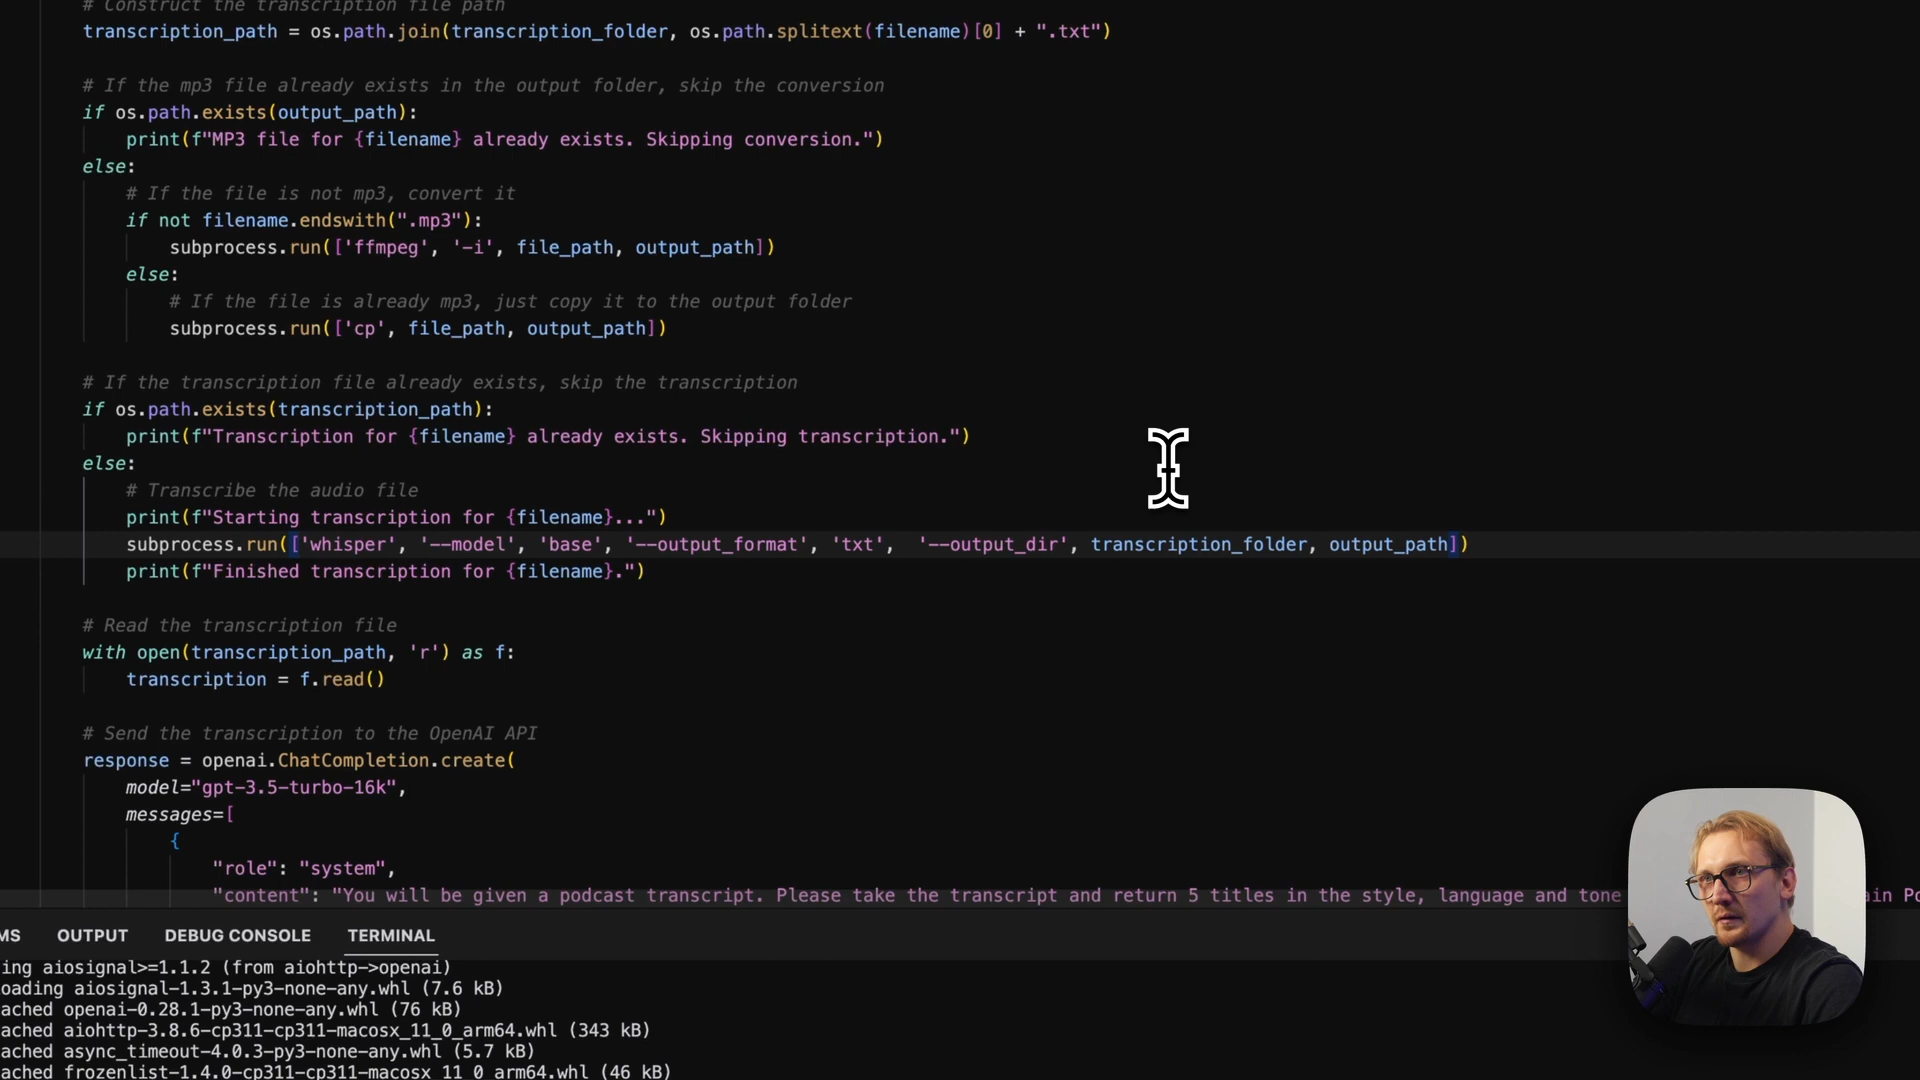 # Construct the transcription file path
transcription_path = os.path.join(transcription_folder, os.path.splitext(filename)[0] + ".txt")
# If the mp3 file already exists in the output folder, skip the conversion
if os.path.exists(output_path):
print(f"MP3 file for {filename} already exists. Skipping conversion.")
else:
# If the file is not mp3, convert it
if not filename.endswith(".mp3"):
subprocess.run(['ffmpeg', '-i', file_path, output_path])
else:
# If the file is already mp3, just copy it to the output folder
subprocess.run(['cp', file_path, output_path])
# If the transcription file already exists, skip the transcription
if os.path.exists(transcription_path):
print(f"Transcription for {filename} already exists. Skipping transcription.")
else:
# Transcribe the audio file
print(f"Starting transcription for {filename}...")
subprocess.run(['whisper', '--model', 'base', '--output_format', 'txt',  '--output_dir', transcription_folder, output_path])
print(f"Finished transcription for {filename}.")
# Read the transcription file
with open(transcription_path, 'r') as f:
transcription = f.read()
# Send the transcription to the OpenAI API
response = openai.ChatCompletion.create(
model="gpt-3.5-turbo-16k",
messages=[
{
"role": "system",
"content": "You will be given a podcast transcript. Please take the transcript and return 5 titles in the style, language and tone ain Po
MS OUTPUT DEBUG CONSOLE TERMINAL
ing aiosignal>=1.1.2 (from aiohttp->openai)
oading aiosignal-1.3.1-py3-none-any.whl (7.6 kB)
ached openai-0.28.1-py3-none-any.whl (76 kB)
ached aiohttp-3.8.6-cp311-cp311-macosx_11_0_arm64.whl (343 kB)
ached async_timeout-4.0.3-py3-none-any.whl (5.7 kB)
ached frozenlist-1.4.0-cp311-cp311-macosx_11_0_arm64.whl (46 kB)